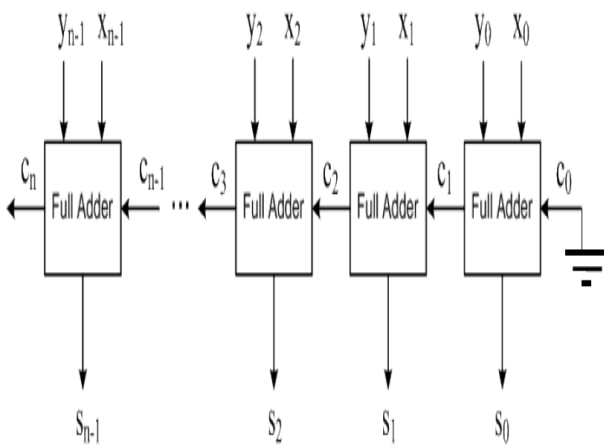 yₙ₋₁ xₙ₋₁ y₂ x₂ y₁ x₁ y₀ x₀
cₙ Full Adder cₙ₋₁ ... c₃ Full Adder c₂ Full Adder c₁ Full Adder c₀
sₙ₋₁ s₂ s₁ s₀